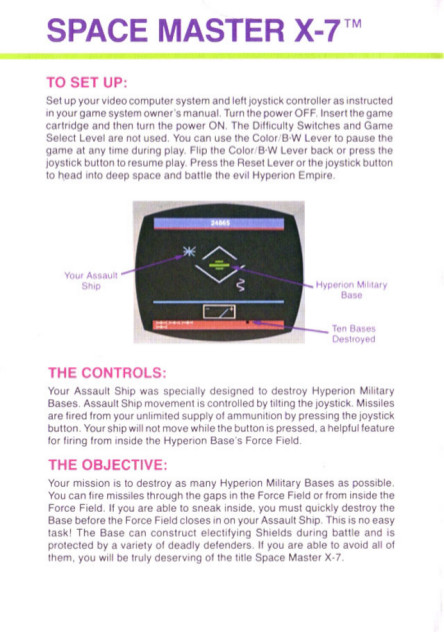 SPACE MASTER X-7™
TO SET UP:
Set up your video computer system and left joystick controller as instructed
in your game system owner's manual. Turn the power OFF. Insert the game
cartridge and then turn the power ON. The Difficulty Switches and Game
Select Level are not used. You can use the Color/B-W Lever to pause the
game at any time during play. Flip the Color/B-W Lever back or press the
joystick button to resume play. Press the Reset Lever or the joystick button
to head into deep space and battle the evil Hyperion Empire.
24865
Your Assault
Ship
Hyperion Military
Base
Ten Bases
Destroyed
THE CONTROLS:
Your Assault Ship was specially designed to destroy Hyperion Military
Bases. Assault Ship movement is controlled by tilting the joystick. Missiles
are fired from your unlimited supply of ammunition by pressing the joystick
button. Your ship will not move while the button is pressed, a helpful feature
for firing from inside the Hyperion Base's Force Field.
THE OBJECTIVE:
Your mission is to destroy as many Hyperion Military Bases as possible.
You can fire missiles through the gaps in the Force Field or from inside the
Force Field. If you are able to sneak inside, you must quickly destroy the
Base before the Force Field closes in on your Assault Ship. This is no easy
task! The Base can construct electifying Shields during battle and is
protected by a variety of deadly defenders. If you are able to avoid all of
them, you will be truly deserving of the title Space Master X-7.